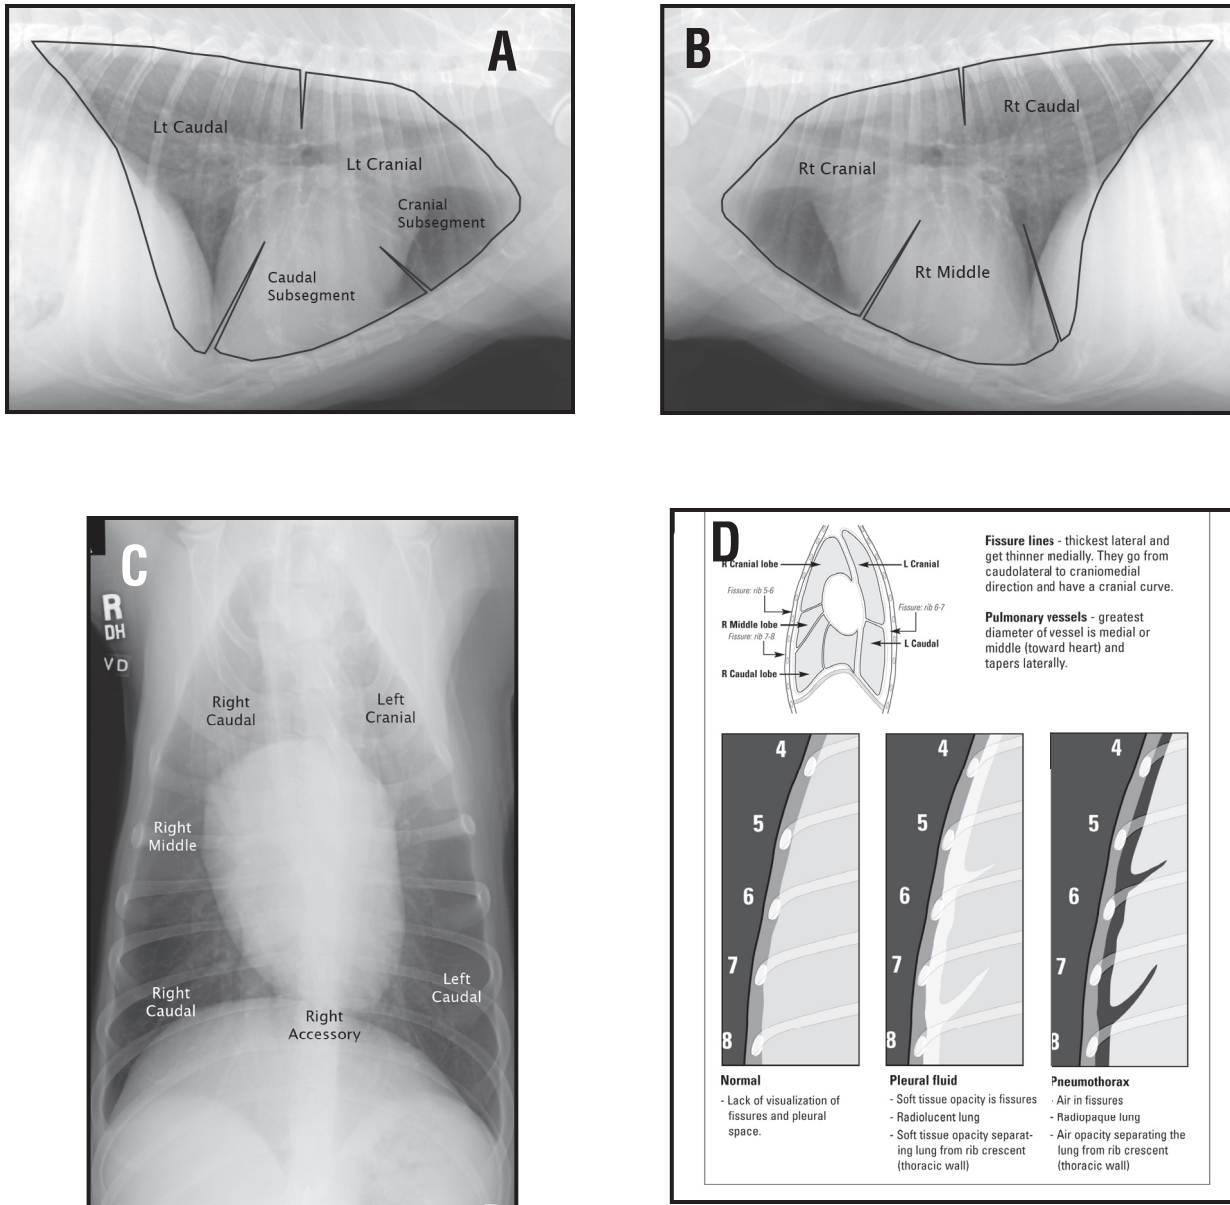 A
Lt Caudal
Lt Cranial
Cranial
Subsegment
Caudal
Subsegment
B
Rt Caudal
Rt Cranial
Rt Middle
C
R
DH
VD
Right
Caudal
Left
Cranial
Right
Middle
Right
Caudal
Left
Caudal
Right
Accessory
D
R Cranial lobe
L Cranial
Fissure: rib 5-6
Fissure: rib 6-7
R Middle lobe
Fissure: rib 7-8
L Caudal
R Caudal lobe
Fissure lines - thickest lateral and
get thinner medially. They go from
caudolateral to craniomedial
direction and have a cranial curve.
Pulmonary vessels - greatest
diameter of vessel is medial or
middle (toward heart) and
tapers laterally.
4
5
6
7
8
Normal
- Lack of visualization of
fissures and pleural
space.
4
5
6
7
8
Pleural fluid
- Soft tissue opacity is fissures
- Radiolucent lung
- Soft tissue opacity separat-
ing lung from rib crescent
(thoracic wall)
4
5
6
7
8
Pneumothorax
- Air in fissures
- Radiopaque lung
- Air opacity separating the
lung from rib crescent
(thoracic wall)